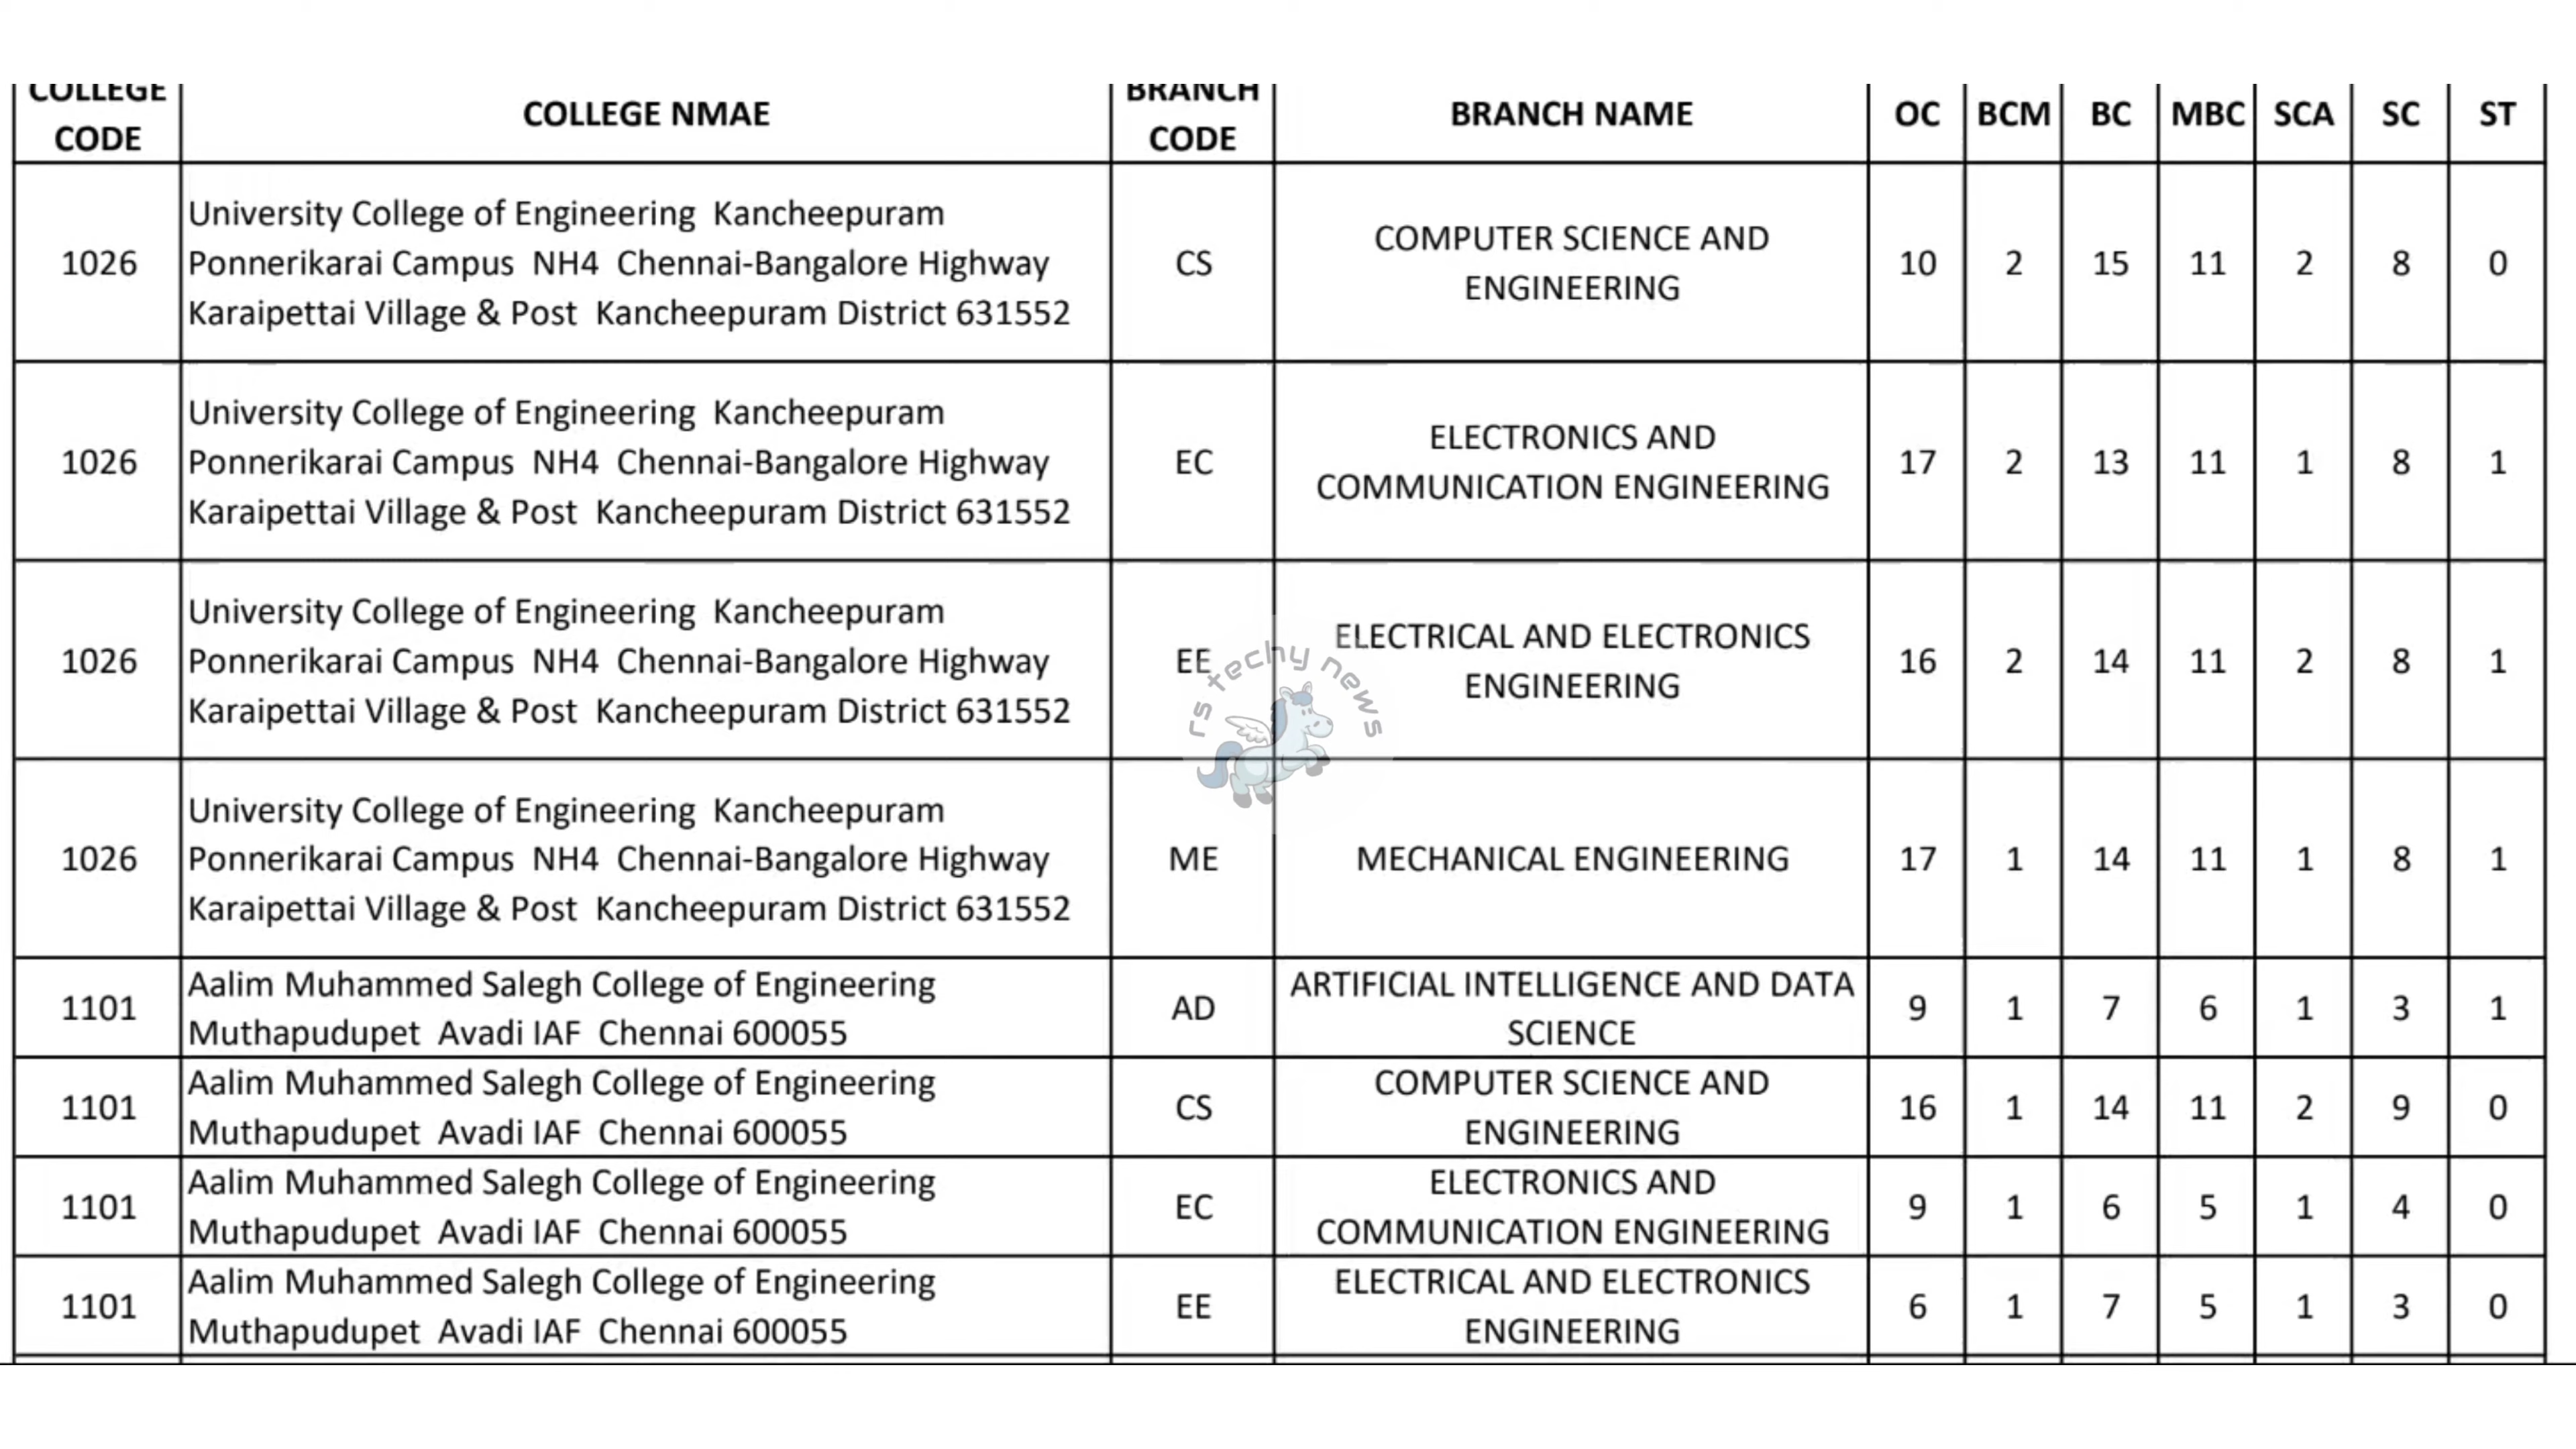 COLLEGE CODE | COLLEGE NMAE | BRANCH CODE | BRANCH NAME | OC | BCM | BC | MBC | SCA | SC | ST
1026
University College of Engineering Kancheepuram
Ponnerikarai Campus NH4 Chennai-Bangalore Highway
Karaipettai Village & Post Kancheepuram District 631552
CS
COMPUTER SCIENCE AND
ENGINEERING
10 2 15 11 2 8 0
1026
University College of Engineering Kancheepuram
Ponnerikarai Campus NH4 Chennai-Bangalore Highway
Karaipettai Village & Post Kancheepuram District 631552
EC
ELECTRONICS AND
COMMUNICATION ENGINEERING
17 2 13 11 1 8 1
1026
University College of Engineering Kancheepuram
Ponnerikarai Campus NH4 Chennai-Bangalore Highway
Karaipettai Village & Post Kancheepuram District 631552
EE
ELECTRICAL AND ELECTRONICS
ENGINEERING
16 2 14 11 2 8 1
rs techy news
1026
University College of Engineering Kancheepuram
Ponnerikarai Campus NH4 Chennai-Bangalore Highway
Karaipettai Village & Post Kancheepuram District 631552
ME
MECHANICAL ENGINEERING
17 1 14 11 1 8 1
1101
Aalim Muhammed Salegh College of Engineering
Muthapudupet Avadi IAF Chennai 600055
AD
ARTIFICIAL INTELLIGENCE AND DATA
SCIENCE
9 1 7 6 1 3 1
1101
Aalim Muhammed Salegh College of Engineering
Muthapudupet Avadi IAF Chennai 600055
CS
COMPUTER SCIENCE AND
ENGINEERING
16 1 14 11 2 9 0
1101
Aalim Muhammed Salegh College of Engineering
Muthapudupet Avadi IAF Chennai 600055
EC
ELECTRONICS AND
COMMUNICATION ENGINEERING
9 1 6 5 1 4 0
1101
Aalim Muhammed Salegh College of Engineering
Muthapudupet Avadi IAF Chennai 600055
EE
ELECTRICAL AND ELECTRONICS
ENGINEERING
6 1 7 5 1 3 0